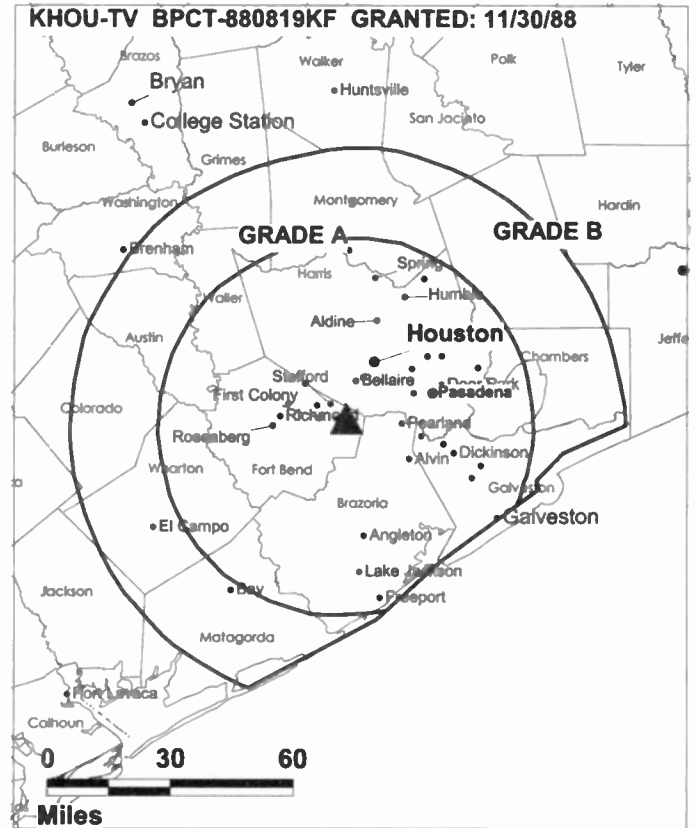 KHOU-TV BPCT-880819KF GRANTED: 11/30/88
Brazos
Walker
Polk
Tyler
Bryan
Huntsville
College Station
San Jacinto
Burleson
Grimes
Washington
Montgomery
Hardin
GRADE A
GRADE B
Brenham
Spring
Harris
Waller
Humble
Aldine
Austin
Houston
Jeffe
Chambers
Stafford
Bellaire
Deer Park
First Colony
Pasadena
Colorado
Richmond
Pearland
Rosenberg
Dickinson
Alvin
Wharton
Fort Bend
Galveston
Brazoria
Galveston
El Campo
Angleton
Lake Jackson
Jackson
Bay
Freeport
Matagorda
Port Lavaca
Calhoun
0 30 60
Miles